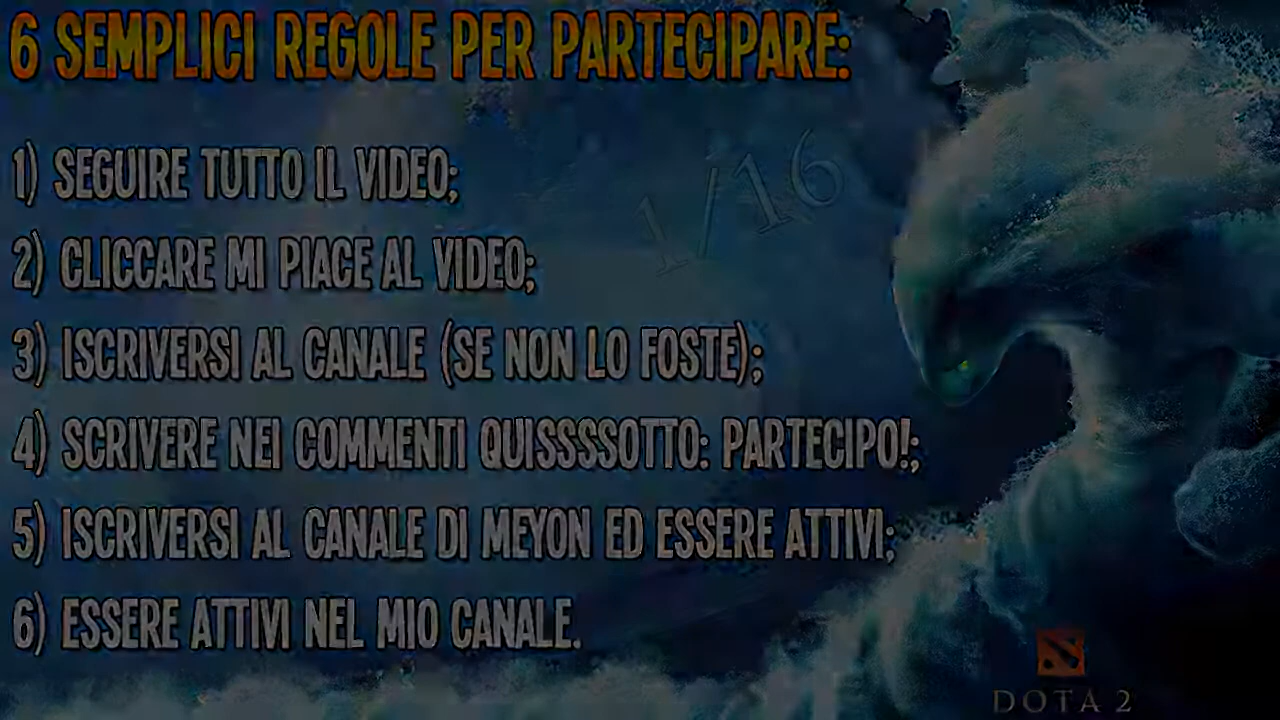 6 SEMPLICI REGOLE PER PARTECIPARE:
1) SEGUIRE TUTTO IL VIDEO;
1/16
2) CLICCARE MI PIACE AL VIDEO;
3) ISCRIVERSI AL CANALE (SE NON LO FOSTE);
4) SCRIVERE NEI COMMENTI QUISSSSOTTO: PARTECIPO!;
5) ISCRIVERSI AL CANALE DI MEYON ED ESSERE ATTIVI;
6) ESSERE ATTIVI NEL MIO CANALE.
DOTA 2